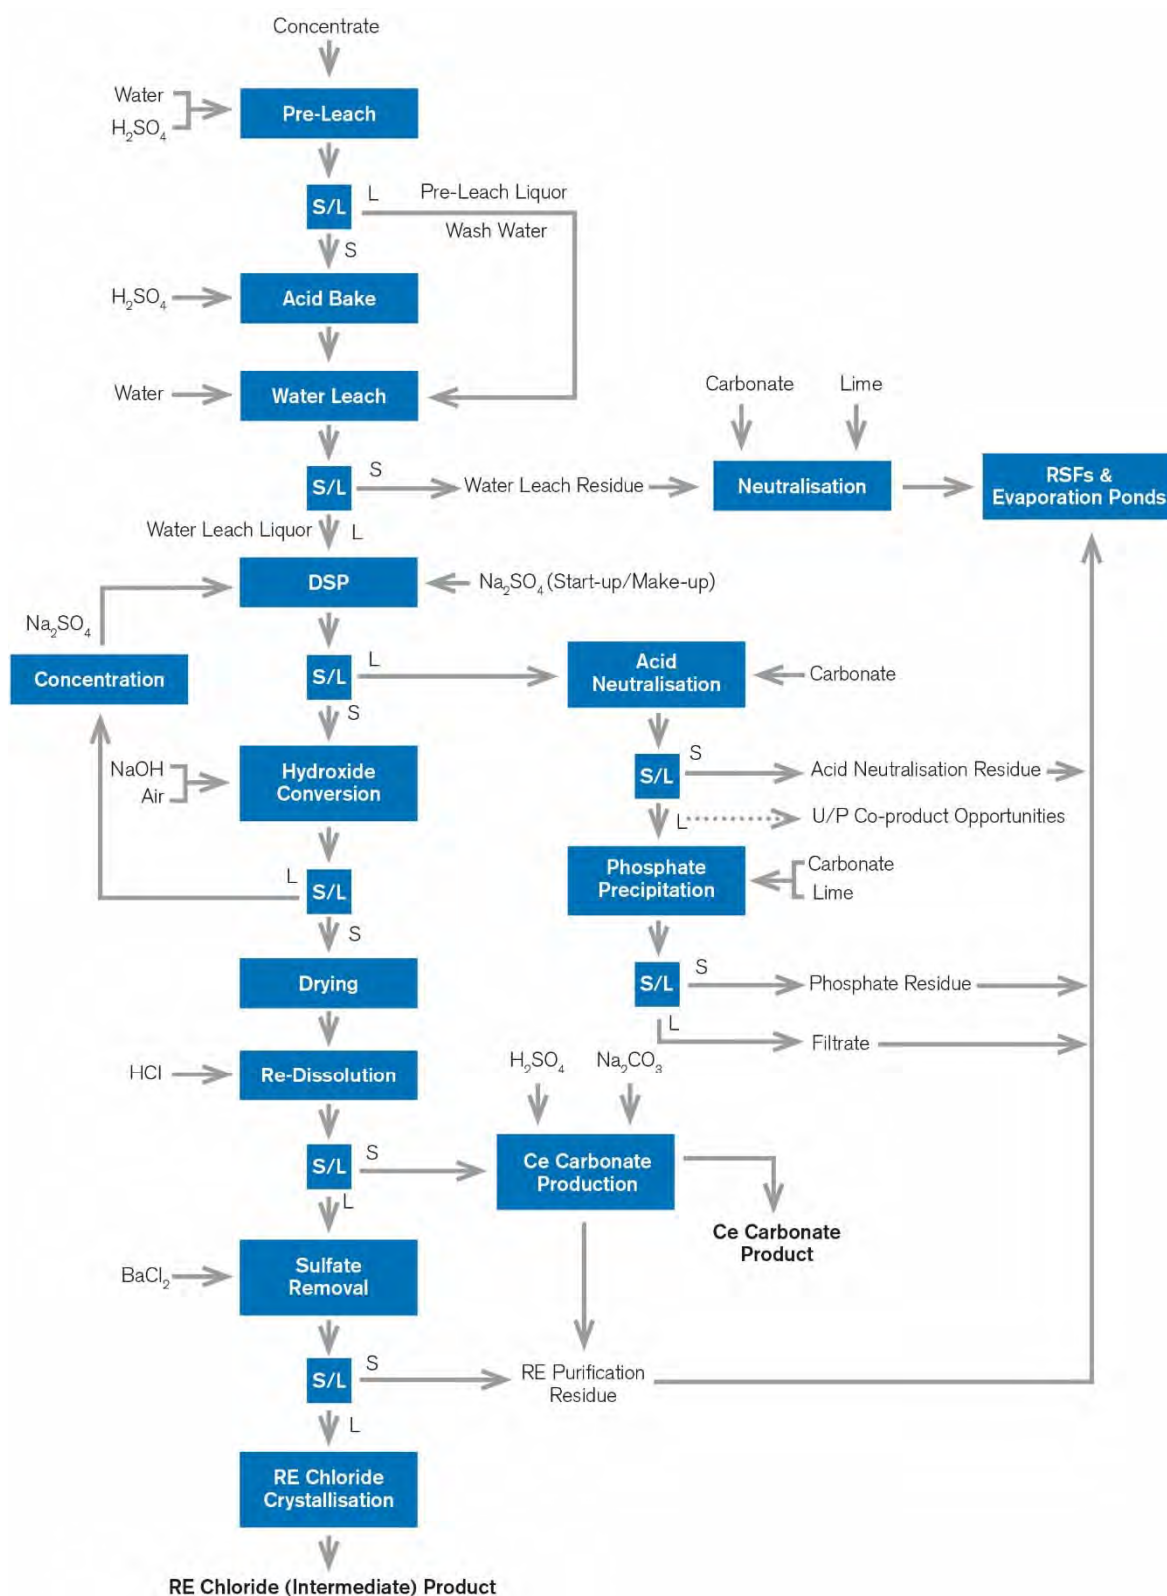 Concentrate
Water
H₂SO₄
Pre-Leach
S/L
L
Pre-Leach Liquor
Wash Water
S
H₂SO₄
Acid Bake
Water
Water Leach
Carbonate
Lime
S/L
S
Water Leach Residue
Neutralisation
RSFs &
Evaporation Ponds
Water Leach Liquor
L
DSP
Na₂SO₄ (Start-up/Make-up)
Na₂SO₄
Concentration
S/L
L
Acid
Neutralisation
Carbonate
S
NaOH
Air
Hydroxide
Conversion
S/L
S
Acid Neutralisation Residue
L
U/P Co-product Opportunities
L
S/L
Phosphate
Precipitation
Carbonate
Lime
S
Drying
S/L
S
Phosphate Residue
L
Filtrate
HCl
Re-Dissolution
H₂SO₄
Na₂CO₃
S/L
S
Ce Carbonate
Production
L
Ce Carbonate
Product
BaCl₂
Sulfate
Removal
S/L
S
RE Purification
Residue
L
RE Chloride
Crystallisation
RE Chloride (Intermediate) Product